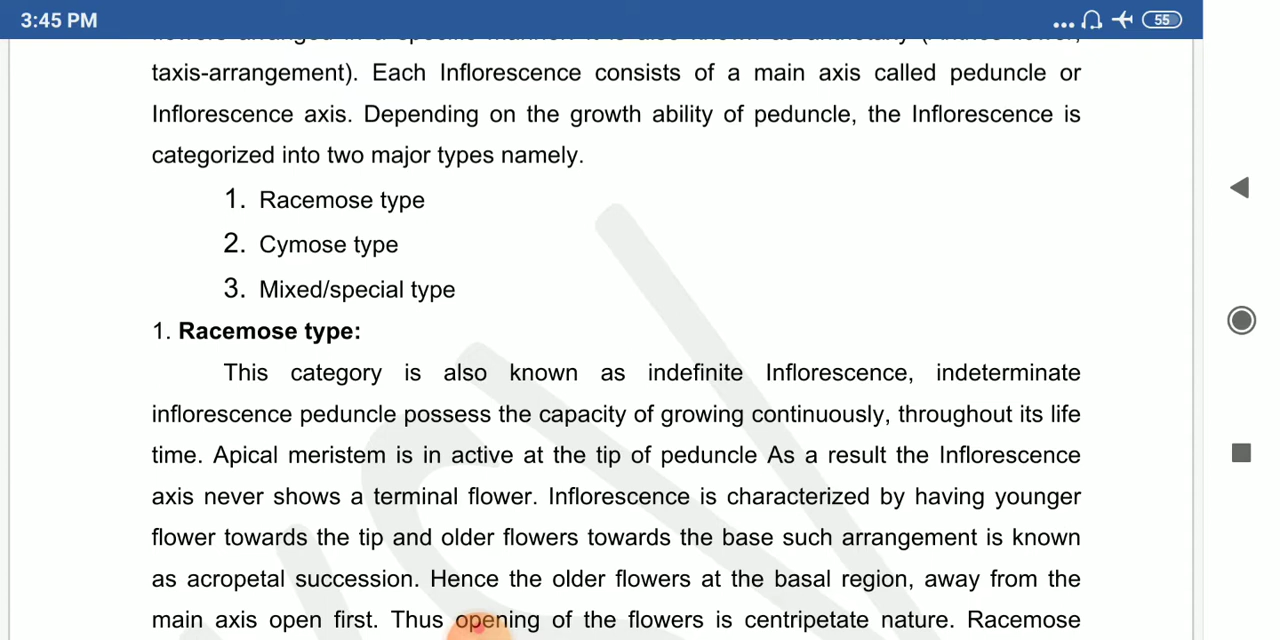 3:45 PM
55
taxis-arrangement). Each Inflorescence consists of a main axis called peduncle or
Inflorescence axis. Depending on the growth ability of peduncle, the Inflorescence is
categorized into two major types namely.
1. Racemose type
2. Cymose type
3. Mixed/special type
1. Racemose type:
This category is also known as indefinite Inflorescence, indeterminate
inflorescence peduncle possess the capacity of growing continuously, throughout its life
time. Apical meristem is in active at the tip of peduncle As a result the Inflorescence
axis never shows a terminal flower. Inflorescence is characterized by having younger
flower towards the tip and older flowers towards the base such arrangement is known
as acropetal succession. Hence the older flowers at the basal region, away from the
main axis open first. Thus opening of the flowers is centripetate nature. Racemose